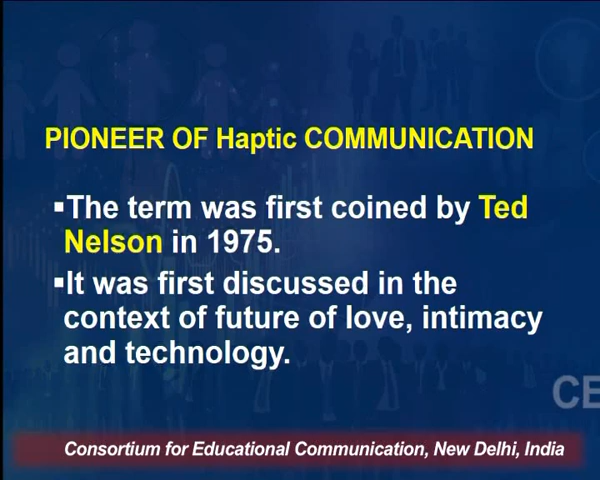 PIONEER OF Haptic COMMUNICATION
▪The term was first coined by Ted
Nelson in 1975.
▪It was first discussed in the
context of future of love, intimacy
and technology.
CE
Consortium for Educational Communication, New Delhi, India